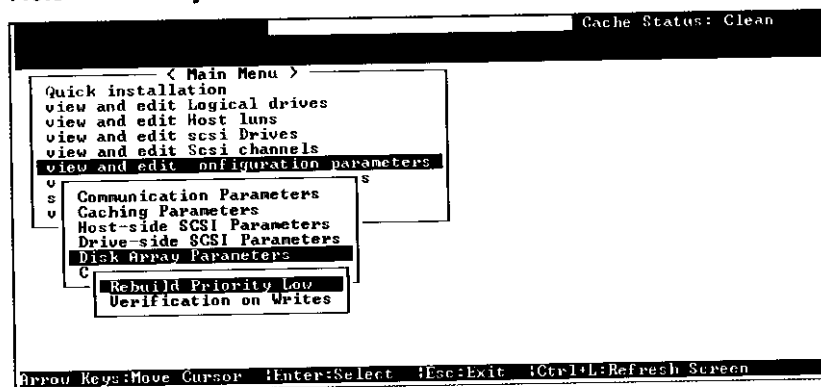 Cache Status: Clean
< Main Menu >
Quick installation
view and edit Logical drives
view and edit Host luns
view and edit scsi Drives
view and edit Scsi channels
view and edit onfiguration parameters
v s
s Communication Parameters
v Caching Parameters
Host-side SCSI Parameters
Drive-side SCSI Parameters
Disk Array Parameters
C
Rebuild Priority Low
Verification on Writes
Arrow Keys:Move Cursor |Enter:Select |Esc:Exit |Ctrl+L:Refresh Screen